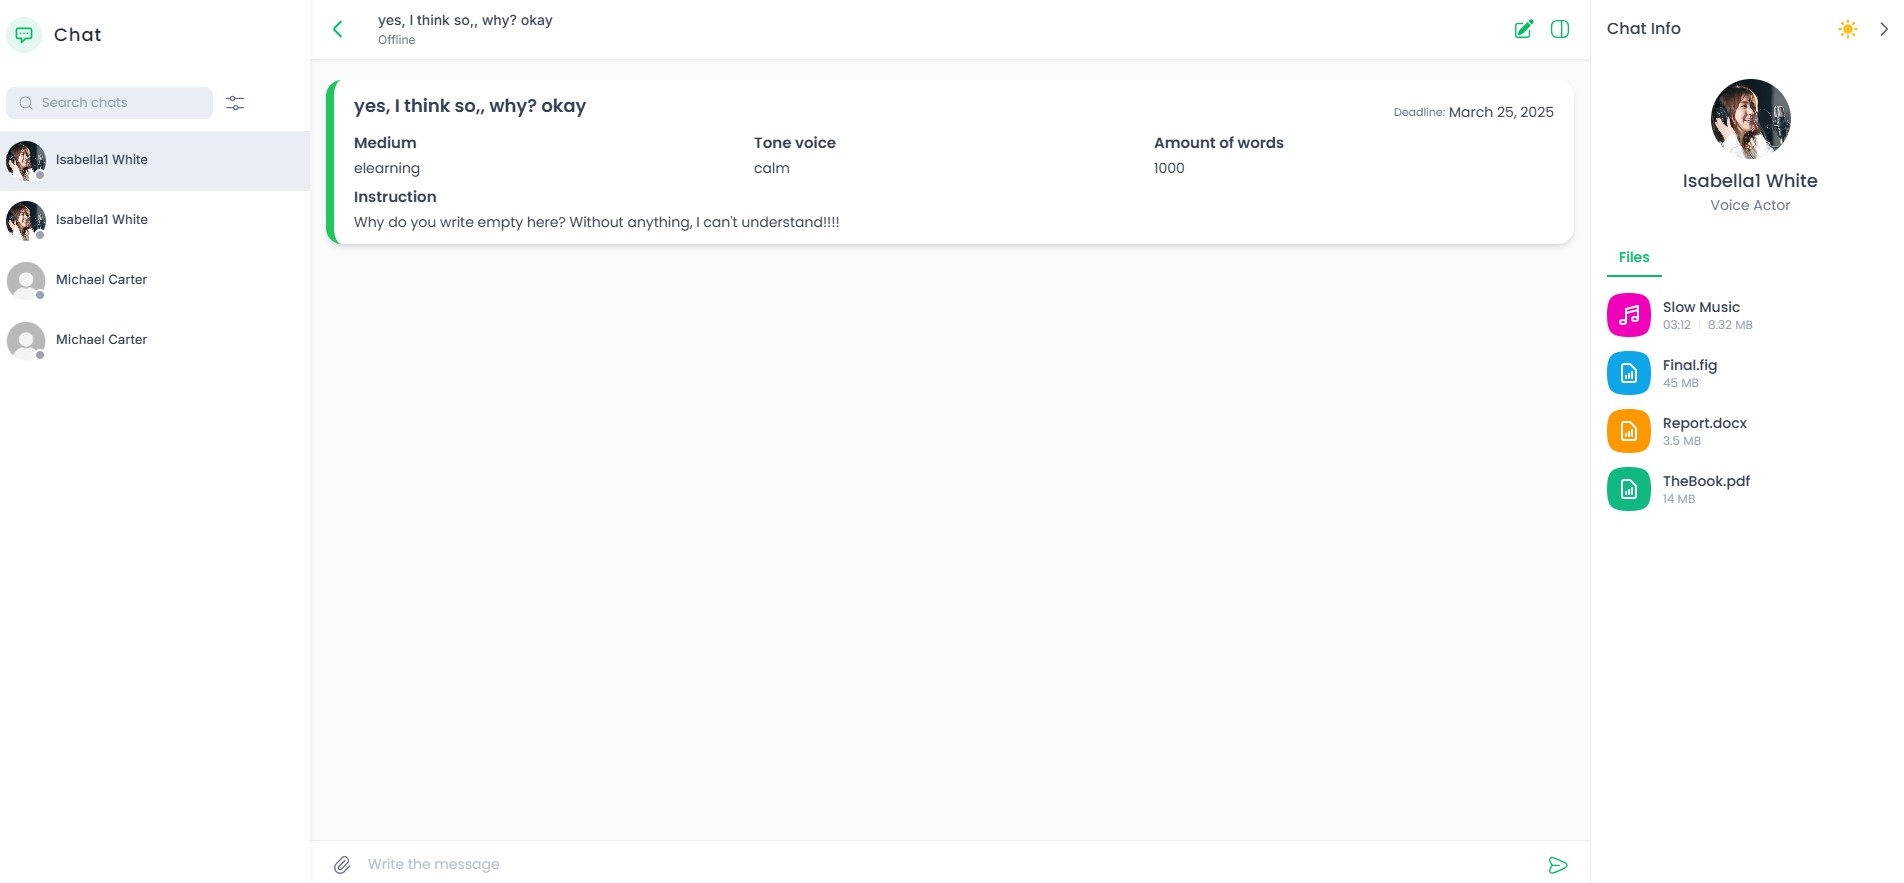 Chat
Search chats
Isabella1 White
Isabella1 White
Michael Carter
Michael Carter
yes, I think so,, why? okay
Offline
yes, I think so,, why? okay
Deadline: March 25, 2025
Medium
elearning
Tone voice
calm
Amount of words
1000
Instruction
Why do you write empty here? Without anything, I can't understand!!!!
Write the message
Chat Info
Isabella1 White
Voice Actor
Files
Slow Music
03:12 | 8.32 MB
Final.fig
45 MB
Report.docx
3.5 MB
TheBook.pdf
14 MB